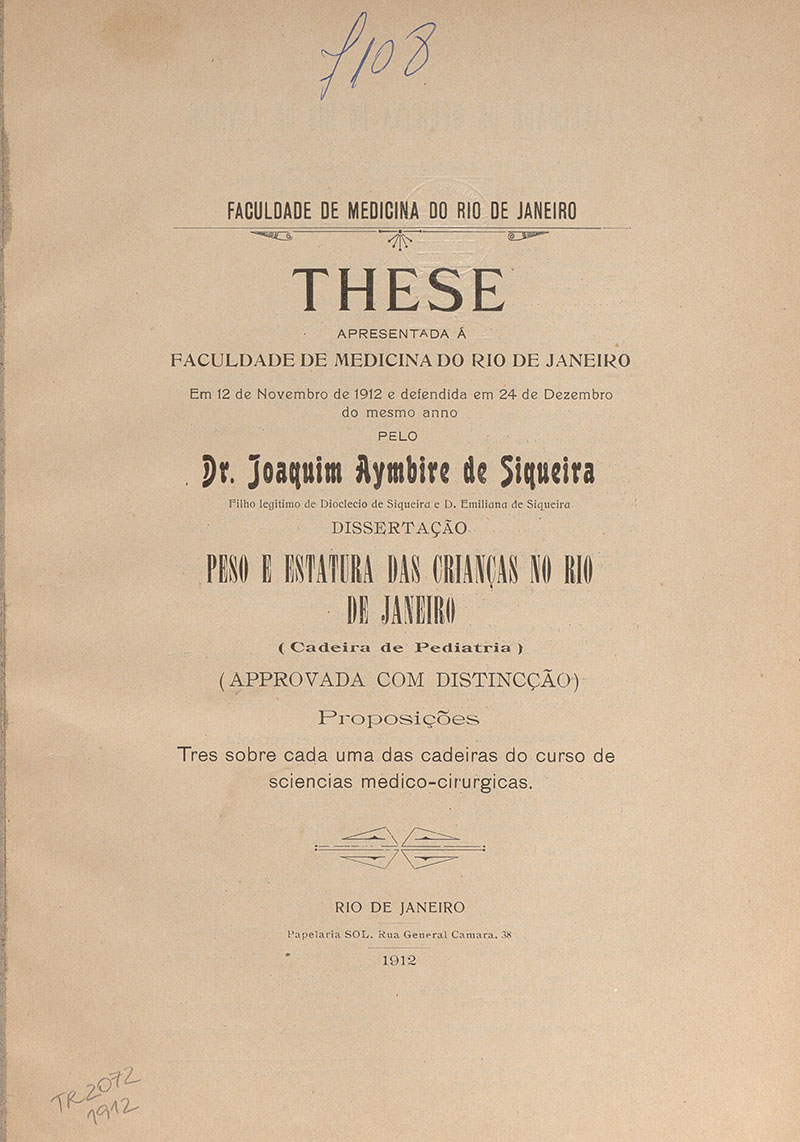 f108
FACULDADE DE MEDICINA DO RIO DE JANEIRO
THESE
APRESENTADA Á
FACULDADE DE MEDICINA DO RIO DE JANEIRO
Em 12 de Novembro de 1912 e defendida em 24 de Dezembro
do mesmo anno
PELO
Dr. Joaquim Aymbire de Siqueira
Filho legitimo de Dioclecio de Siqueira e D. Emiliana de Siqueira
DISSERTAÇÃO
PESO E ESTATURA DAS CRIANÇAS NO RIO
DE JANEIRO
(Cadeira de Pediatria)
(APPROVADA COM DISTINCÇÃO)
Proposições
Tres sobre cada uma das cadeiras do curso de
sciencias medico-cirurgicas.
RIO DE JANEIRO
Papelaria SOL, Rua General Camara, 38
1912
TR2072
1912